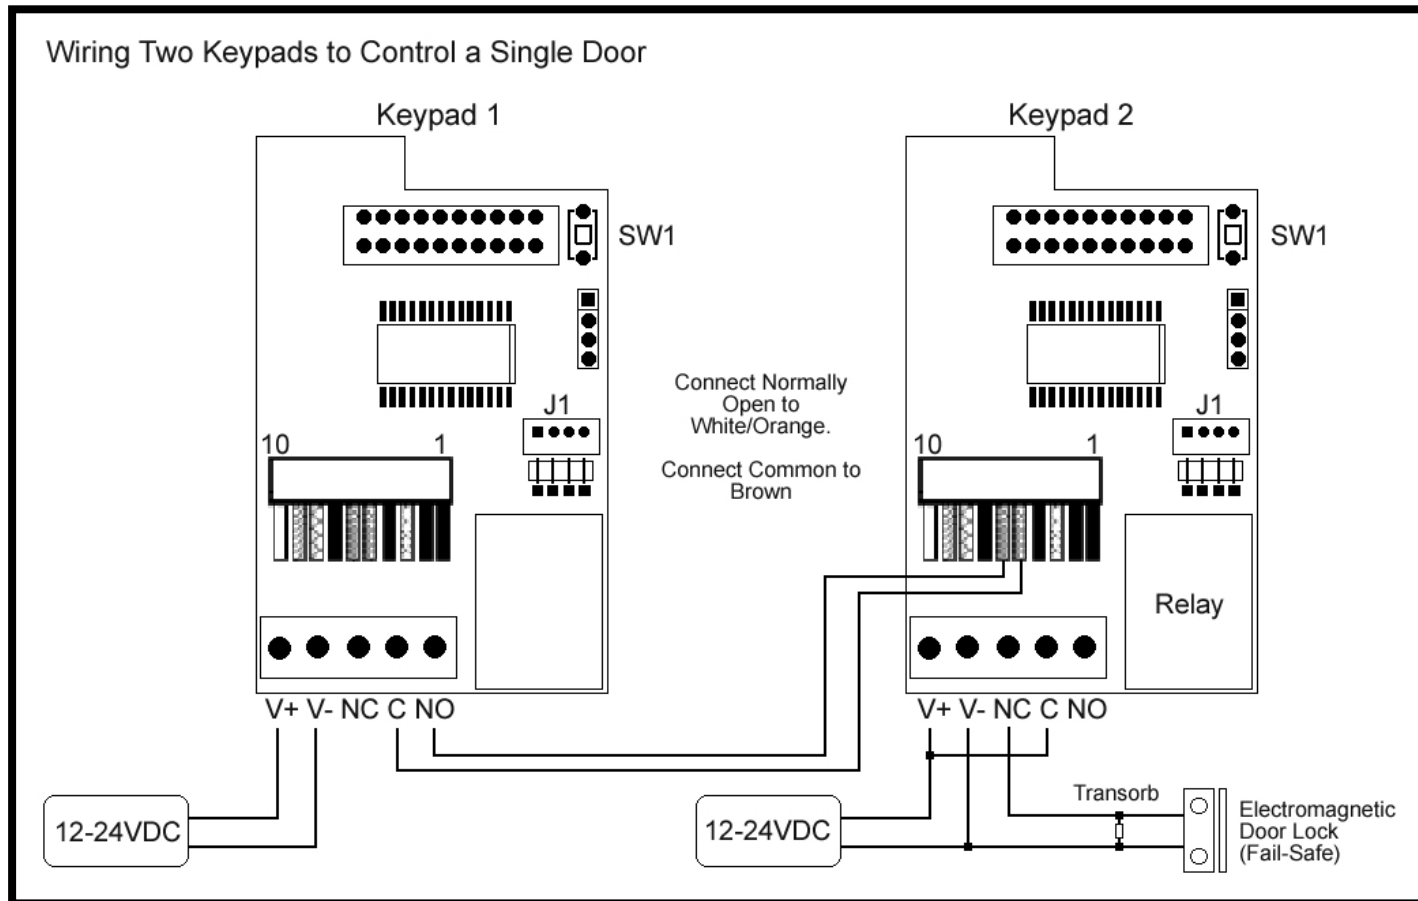 Wiring Two Keypads to Control a Single Door
Keypad 1
Keypad 2
SW1
SW1
Connect Normally
Open to
White/Orange.
Connect Common to
Brown
J1
J1
10 1
10 1
Relay
V+ V- NC C NO
V+ V- NC C NO
12-24VDC
12-24VDC
Transorb
Electromagnetic
Door Lock
(Fail-Safe)